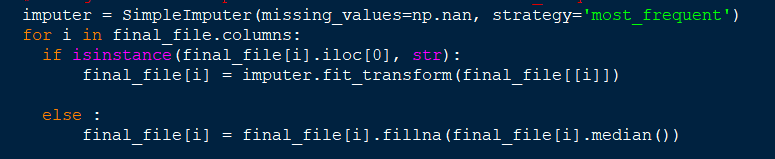 imputer = SimpleImputer(missing_values=np.nan, strategy='most_frequent')
for i in final_file.columns:
  if isinstance(final_file[i].iloc[0], str):
      final_file[i] = imputer.fit_transform(final_file[[i]])
  else :
      final_file[i] = final_file[i].fillna(final_file[i].median())